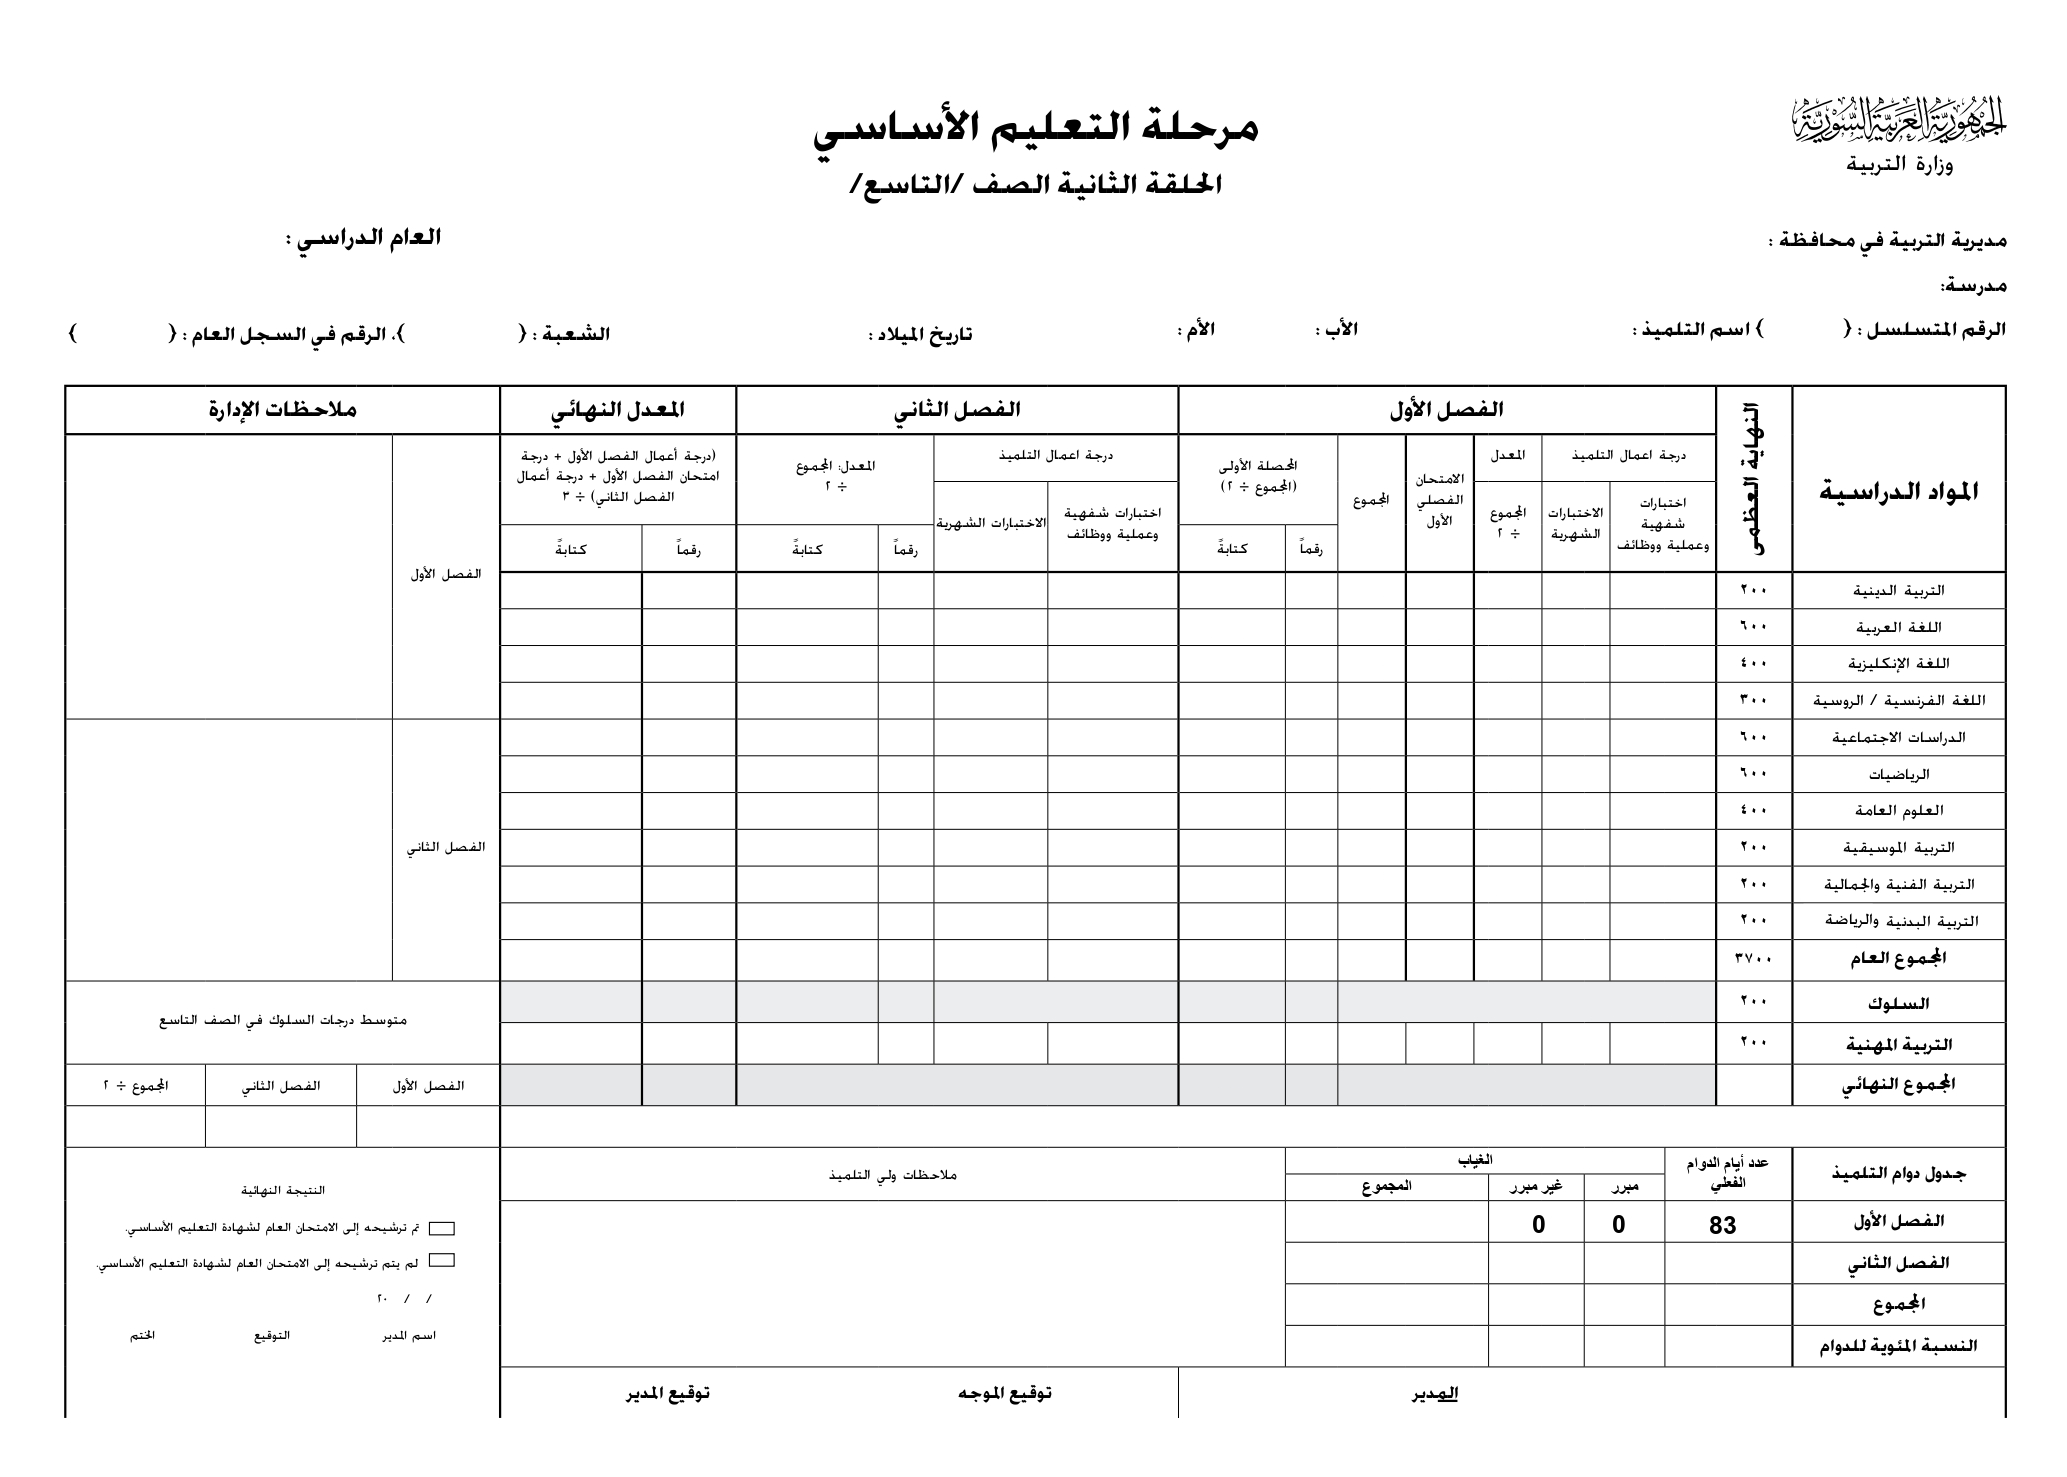 الجمهورية العربية السورية
وزارة التربية
مرحلة التعليم الأساسي
الحلقة الثانية الصف /التاسع/
مديرية التربية في محافظة :
العام الدراسي :
مدرسة:
الرقم المتسلسل : ( ) اسم التلميذ : الأب : الأم : تاريخ الميلاد : الشعبة : ( )، الرقم في السجل العام : ( )
المواد الدراسية
النهاية العظمى
الفصل الأول
الفصل الثاني
المعدل النهائي
ملاحظات الإدارة
درجة اعمال التلميذ
اختبارات
شفهية
وعملية ووظائف
الاختبارات
الشهرية
المعدل
المجموع
÷ ٢
الامتحان
الفصلي
الأول
المجموع
المحصلة الأولى
(المجموع ÷ ٢)
رقماً
كتابةً
درجة اعمال التلميذ
اختبارات شفهية
وعملية ووظائف
الاختبارات الشهرية
المعدل: المجموع
÷ ٢
رقماً
كتابةً
(درجة أعمال الفصل الأول + درجة
امتحان الفصل الأول + درجة أعمال
الفصل الثاني) ÷ ٣
رقماً
كتابةً
الفصل الأول
الفصل الثاني
التربية الدينية ٢٠٠
اللغة العربية ٦٠٠
اللغة الإنكليزية ٤٠٠
اللغة الفرنسية / الروسية ٣٠٠
الدراسات الاجتماعية ٦٠٠
الرياضيات ٦٠٠
العلوم العامة ٤٠٠
التربية الموسيقية ٢٠٠
التربية الفنية والجمالية ٢٠٠
التربية البدنية والرياضة ٢٠٠
المجموع العام ٣٧٠٠
السلوك ٢٠٠
التربية المهنية ٢٠٠
المجموع النهائي
متوسط درجات السلوك في الصف التاسع
الفصل الأول الفصل الثاني المجموع ÷ ٢
جدول دوام التلميذ
عدد أيام الدوام
الفعلي
الغياب
مبرر غير مبرر المجموع
الفصل الأول 83 0 0
الفصل الثاني
المجموع
النسبة المئوية للدوام
ملاحظات ولي التلميذ
المدير
توقيع الموجه
توقيع المدير
النتيجة النهائية
تم ترشيحه إلى الامتحان العام لشهادة التعليم الأساسي.
لم يتم ترشيحه إلى الامتحان العام لشهادة التعليم الأساسي.
/ / ٢٠
اسم المدير التوقيع الختم